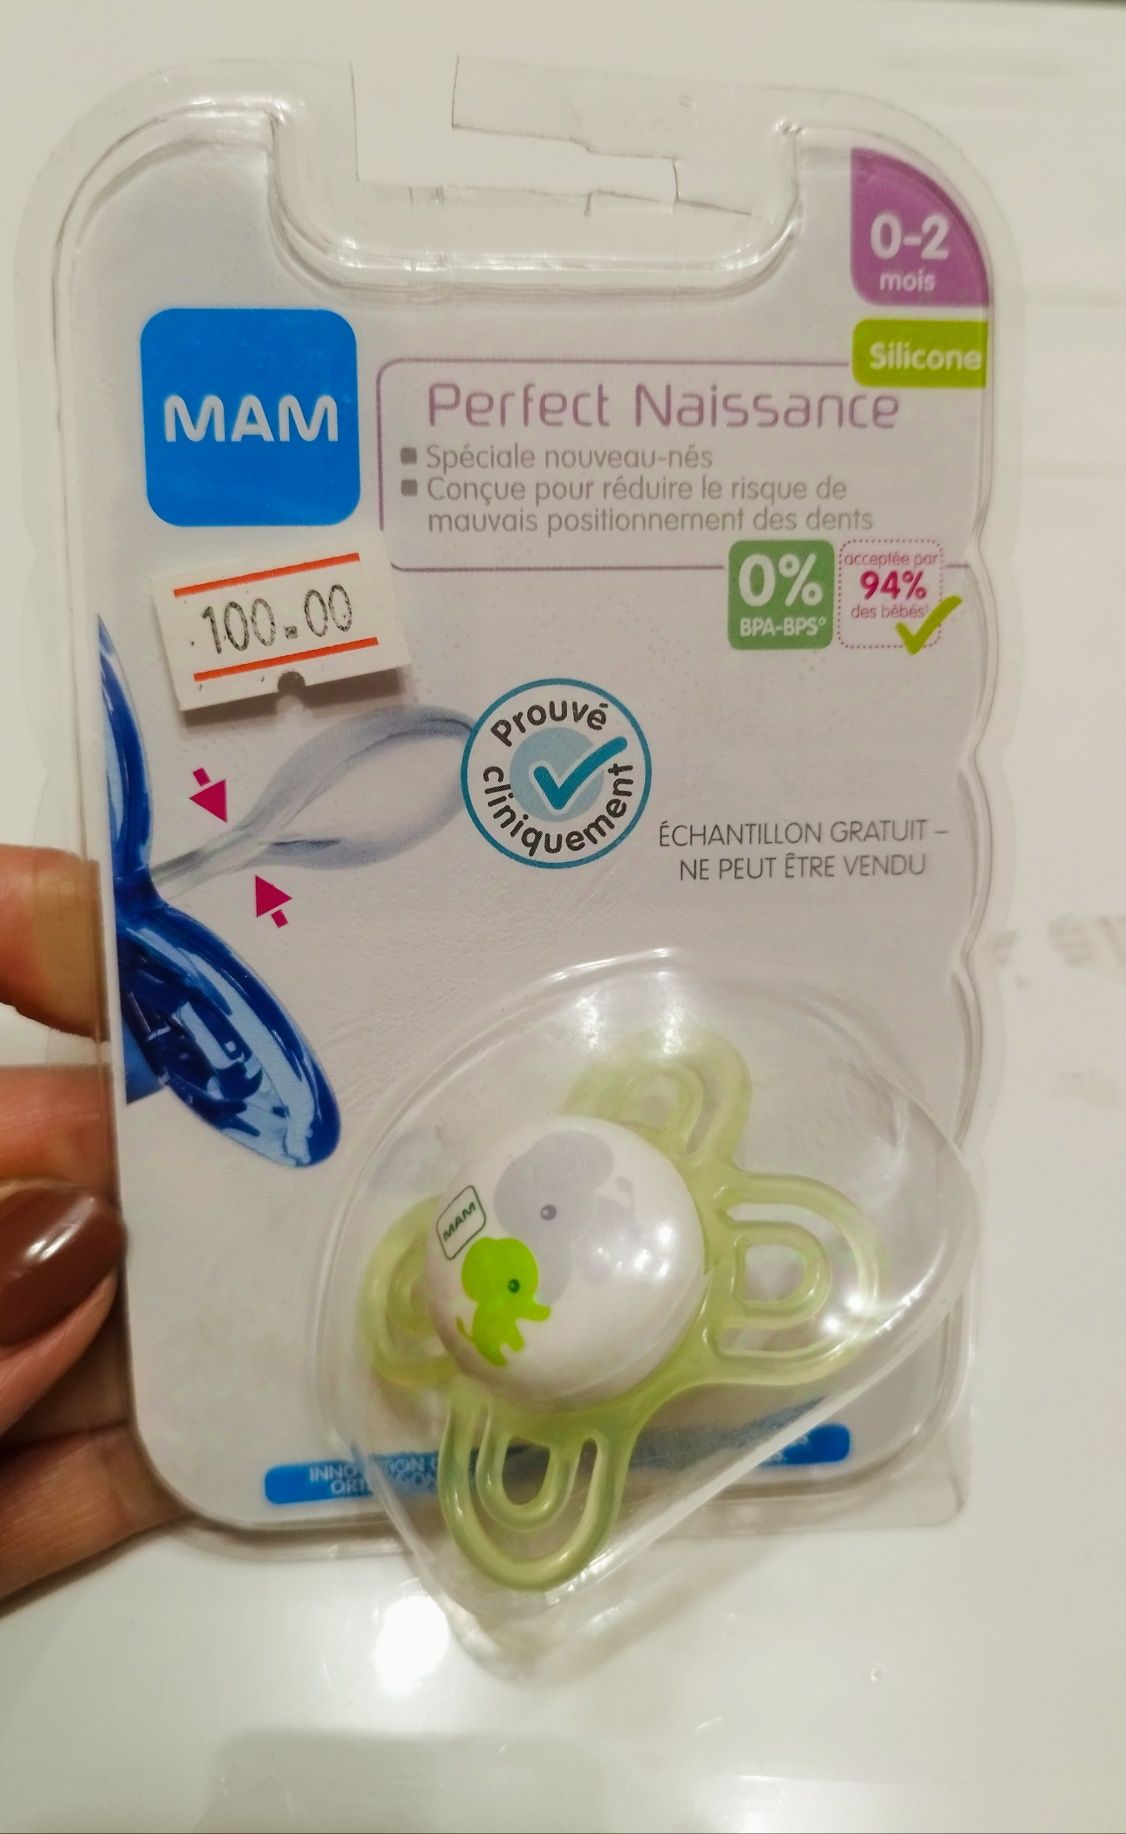 0-2
mois
Silicone
MAM
Perfect Naissance
Spéciale nouveau-nés
Conçue pour réduire le risque de
mauvais positionnement des dents
0%
BPA-BPS°
acceptée par
94%
des bébés¹
100.00
Prouvé
cliniquement
ÉCHANTILLON GRATUIT –
NE PEUT ÊTRE VENDU
MAM